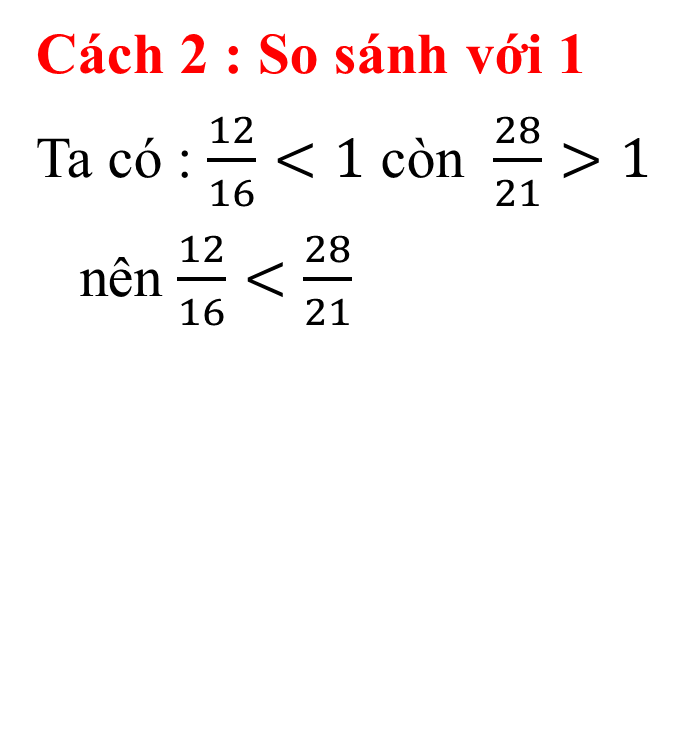 Cách 2 : So sánh với 1
Ta có : 12/16 < 1 còn 28/21 > 1
nên 12/16 < 28/21